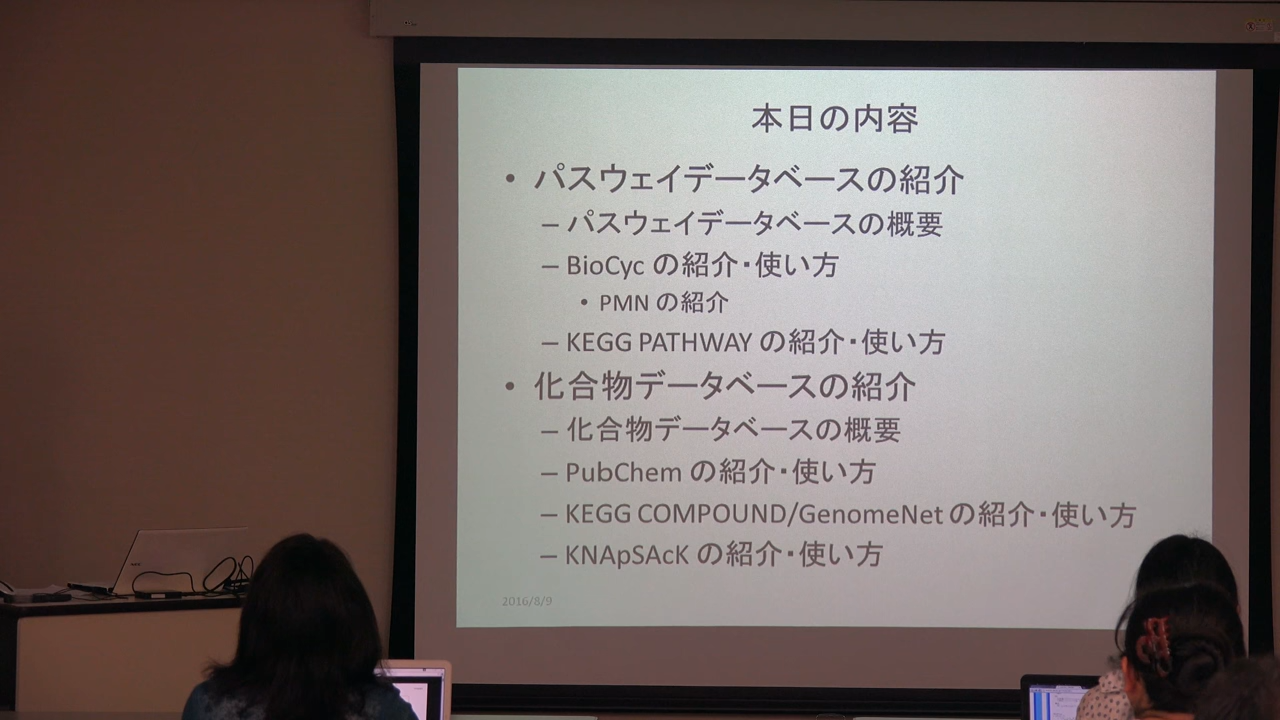 本日の内容
• パスウェイデータベースの紹介
– パスウェイデータベースの概要
– BioCyc の紹介・使い方
• PMN の紹介
– KEGG PATHWAY の紹介・使い方
• 化合物データベースの紹介
– 化合物データベースの概要
– PubChem の紹介・使い方
– KEGG COMPOUND/GenomeNet の紹介・使い方
– KNApSAcK の紹介・使い方
2016/8/9